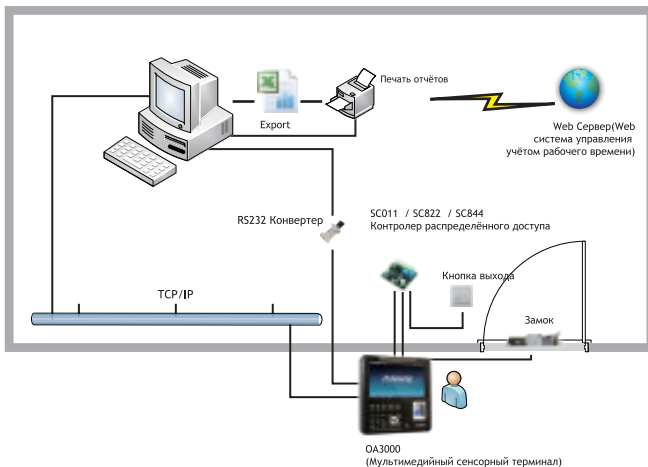 Печать отчётов
Export
Web Сервер(Web
система управления
учётом рабочего времени)
RS232 Конвертер
SC011 / SC822 / SC844
Контролер распределённого доступа
Кнопка выхода
TCP/IP
Замок
OA3000
(Мультимедийный сенсорный терминал)